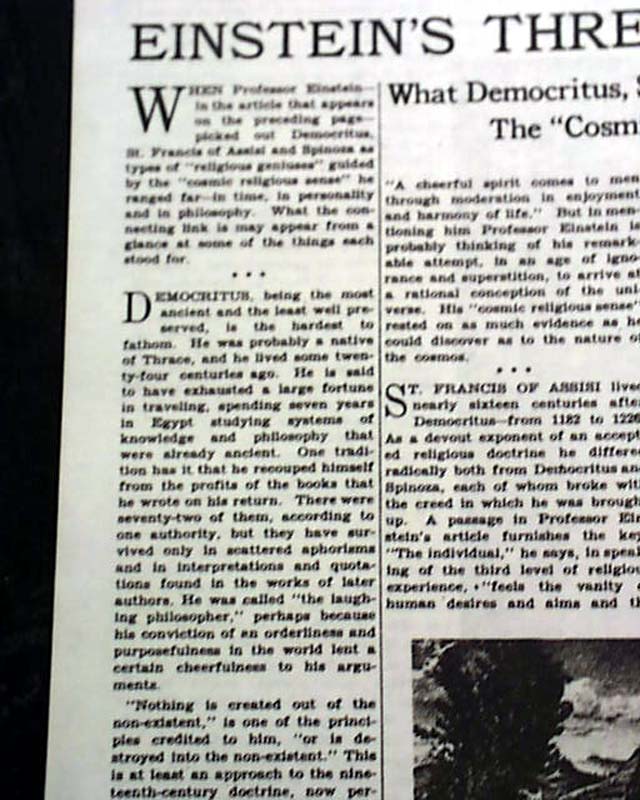 EINSTEIN'S THRE
WHEN Professor Einstein—
in the article that appears
on the preceding page—
picked out Democritus,
St. Francis of Assisi and Spinoza as
types of "religious geniuses" guided
by the "cosmic religious sense" he
ranged far—in time, in personality
and in philosophy. What the con-
necting link is may appear from a
glance at some of the things each
stood for.
* * *
DEMOCRITUS, being the most
ancient and the least well pre-
served, is the hardest to
fathom. He was probably a native
of Thrace, and he lived some twen-
ty-four centuries ago. He is said
to have exhausted a large fortune
in traveling, spending seven years
in Egypt studying systems of
knowledge and philosophy that
were already ancient. One tradi-
tion has it that he recouped himself
from the profits of the books that
he wrote on his return. There were
seventy-two of them, according to
one authority, but they have sur-
vived only in scattered aphorisms
and in interpretations and quota-
tions found in the works of later
authors. He was called "the laugh-
ing philosopher," perhaps because
his conviction of an orderliness and
purposefulness in the world lent a
certain cheerfulness to his argu-
ments.
"Nothing is created out of the
non-existent," is one of the princi-
ples credited to him, "or is de-
stroyed into the non-existent." This
is at least an approach to the nine-
teenth-century doctrine, now per-
What Democritus,
The "Cosm
"A cheerful spirit comes to men
through moderation in enjoyment
and harmony of life." But in men-
tioning him Professor Einstein is
probably thinking of his remark-
able attempt, in an age of igno-
rance and superstition, to arrive at
a rational conception of the uni-
verse. His "cosmic religious sense"
rested on as much evidence as he
could discover as to the nature of
the cosmos.
* * *
ST. FRANCIS OF ASSISI lived
nearly sixteen centuries after
Democritus—from 1182 to 1226
As a devout exponent of an accept-
ed religious doctrine he differe
radically both from Democritus an
Spinoza, each of whom broke wit
the creed in which he was brough
up. A passage in Professor Ein
stein's article furnishes the key
"The individual," he says, in speak
ing of the third level of religiou
experience, "feels the vanity o
human desires and aims and th